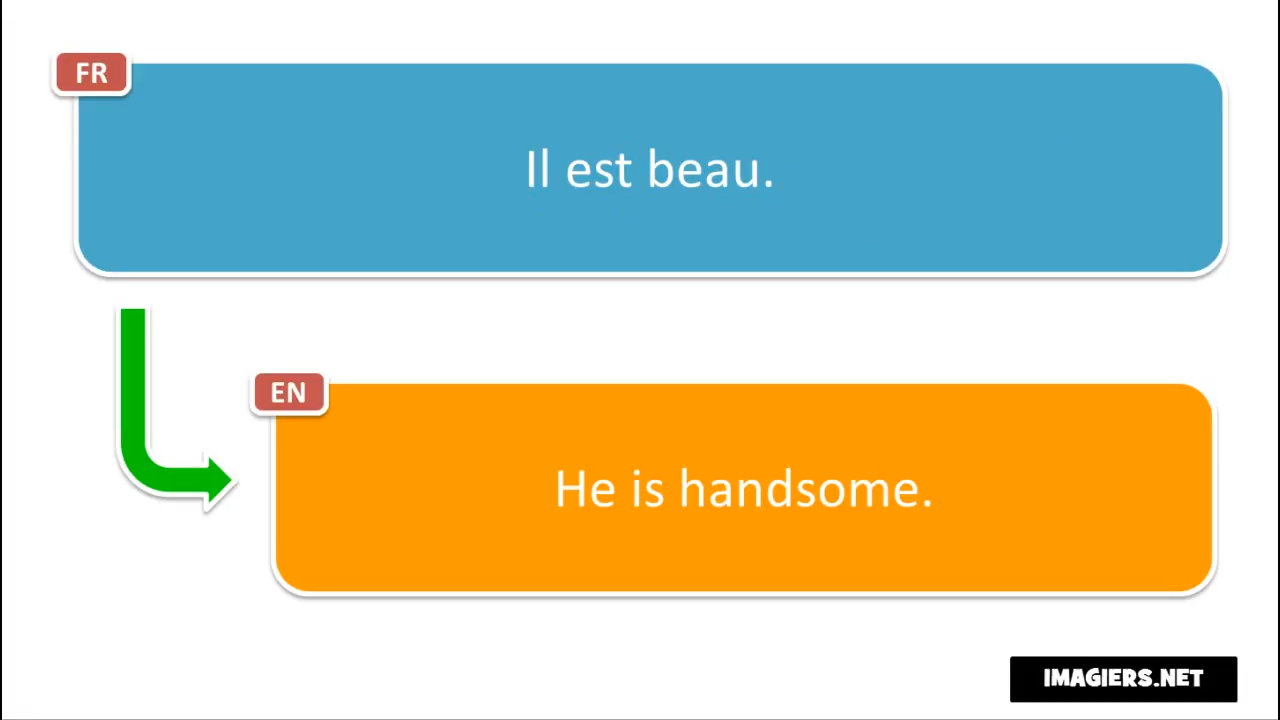 FR
Il est beau.
EN
He is handsome.
IMAGIERS.NET